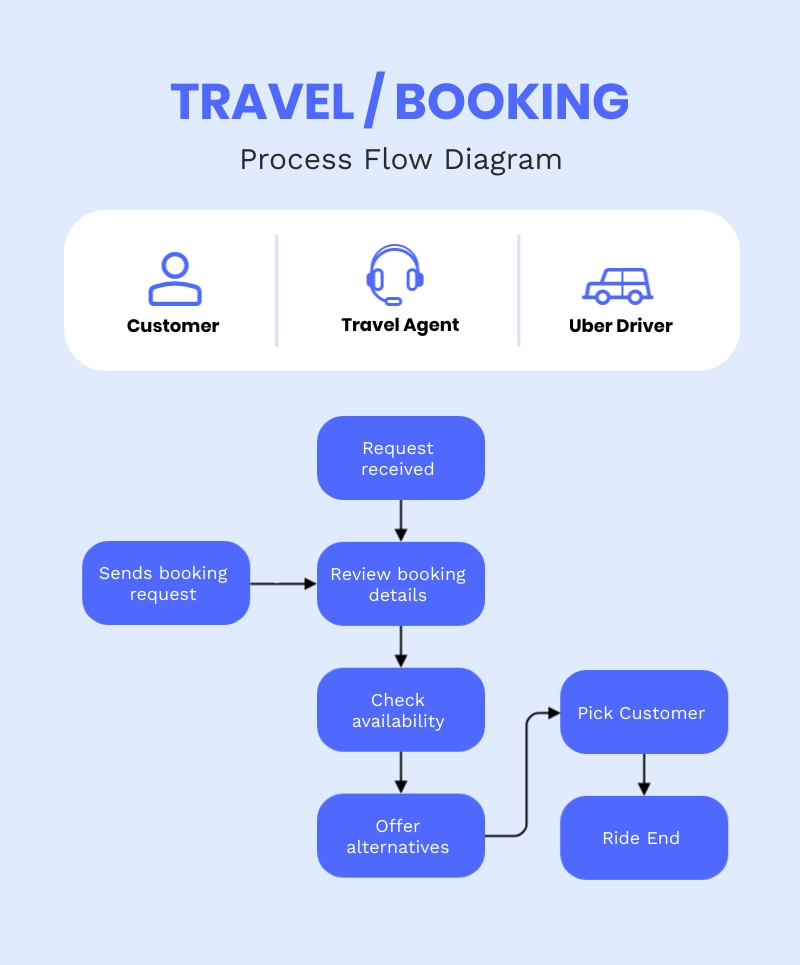 TRAVEL / BOOKING
Process Flow Diagram
Customer
Travel Agent
Uber Driver
Request
received
Sends booking
request
Review booking
details
Check
availability
Pick Customer
Offer
alternatives
Ride End